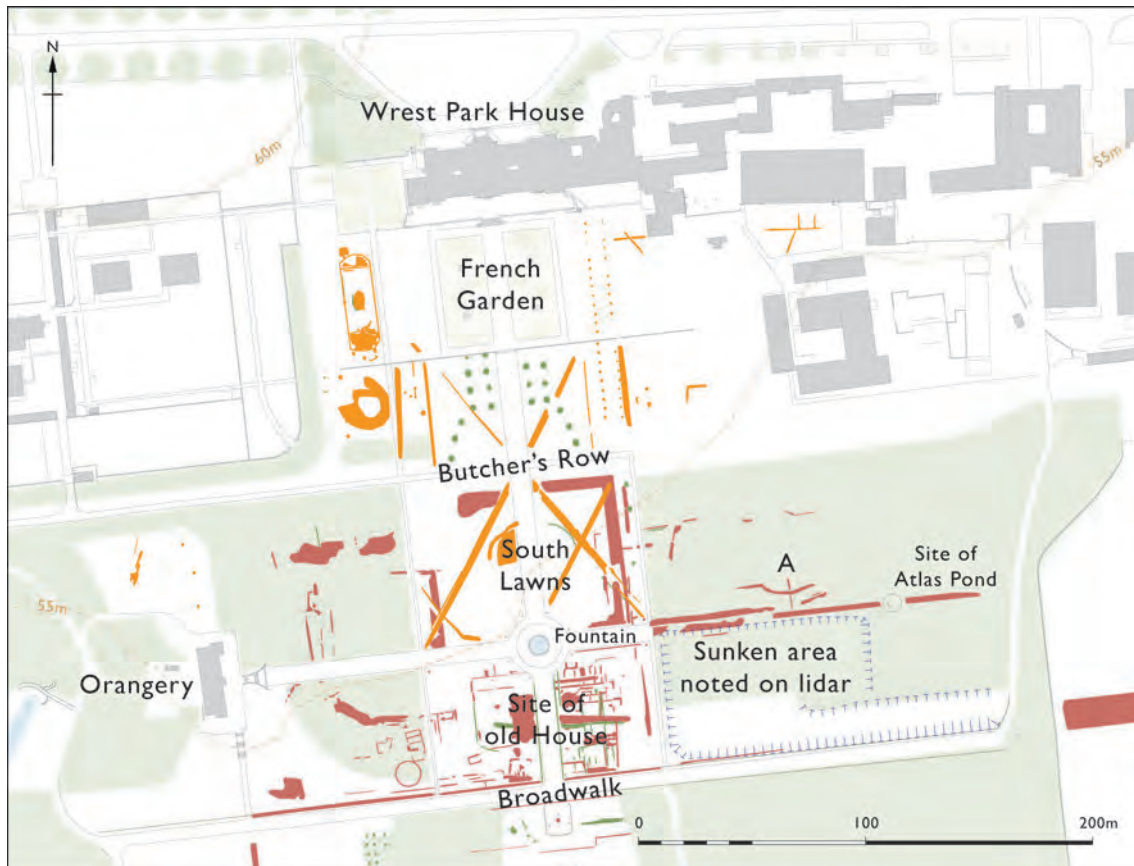 N
Wrest Park House
60m
55m
French
Garden
Butcher's Row
South
Lawns
A
Site of
Atlas Pond
55m
Fountain
Orangery
Sunken area
noted on lidar
Site of
old House
Broadwalk
0 100 200m